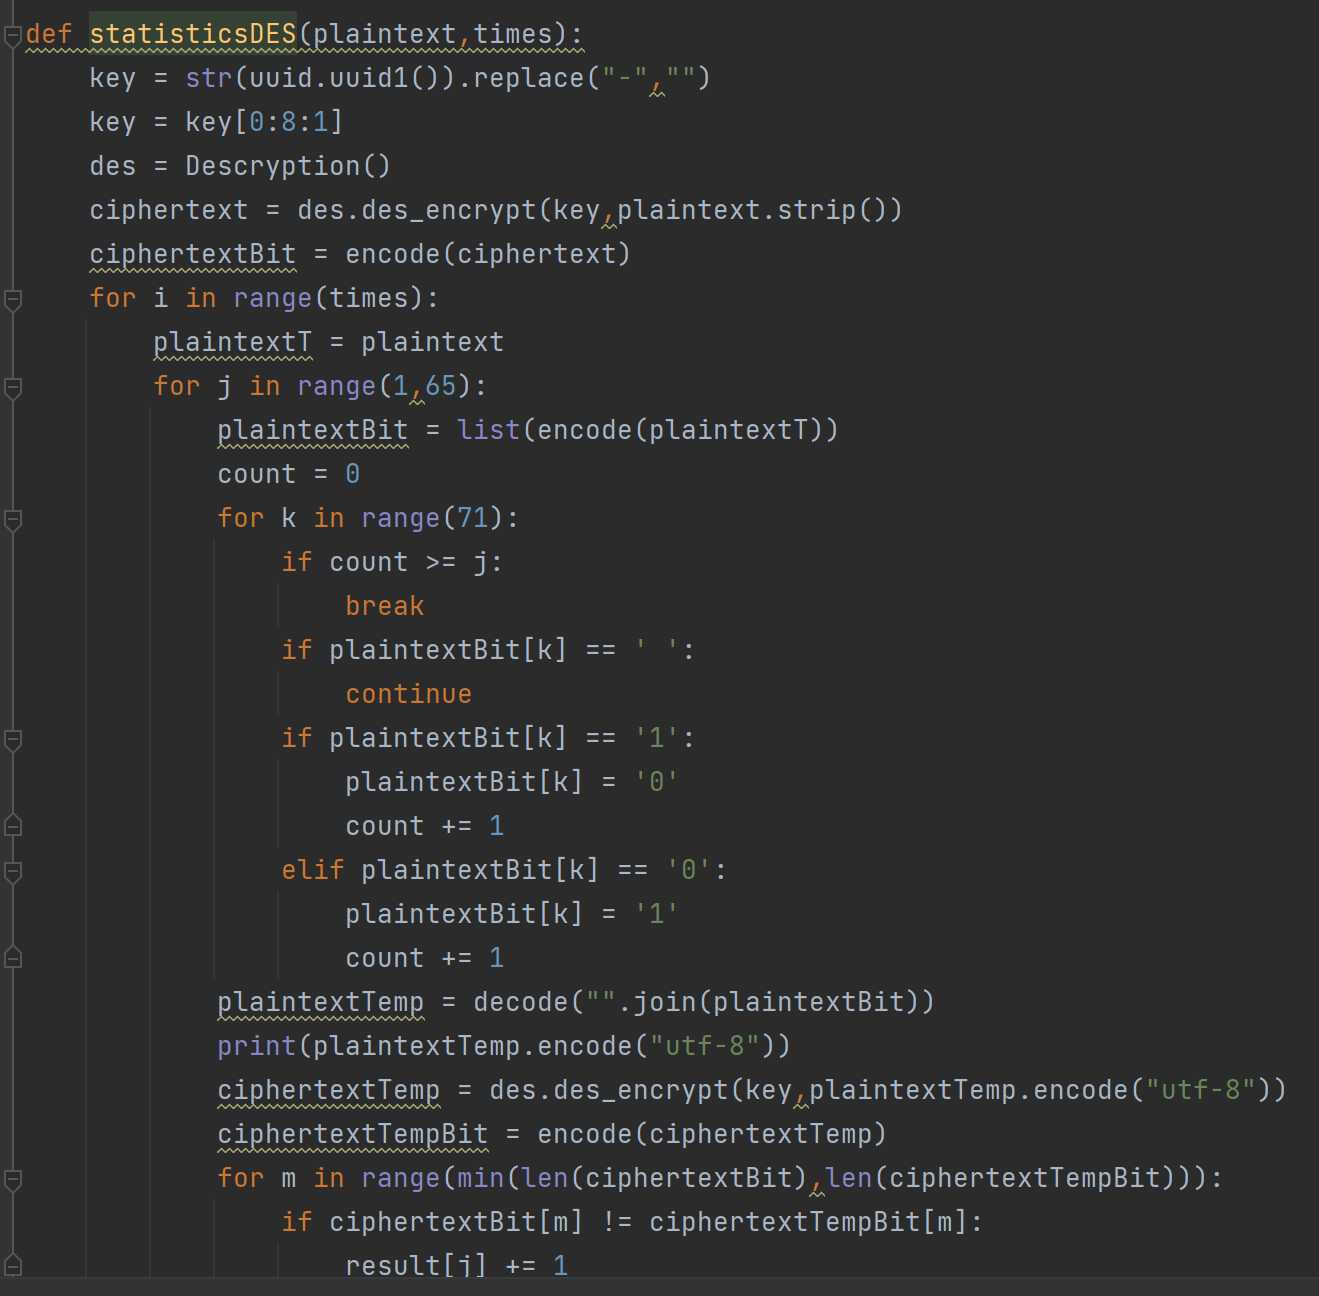 def statisticsDES(plaintext,times):
    key = str(uuid.uuid1()).replace("-","")
    key = key[0:8:1]
    des = Descryption()
    ciphertext = des.des_encrypt(key,plaintext.strip())
    ciphertextBit = encode(ciphertext)
    for i in range(times):
        plaintextT = plaintext
        for j in range(1,65):
            plaintextBit = list(encode(plaintextT))
            count = 0
            for k in range(71):
                if count >= j:
                    break
                if plaintextBit[k] == ' ':
                    continue
                if plaintextBit[k] == '1':
                    plaintextBit[k] = '0'
                    count += 1
                elif plaintextBit[k] == '0':
                    plaintextBit[k] = '1'
                    count += 1
            plaintextTemp = decode("".join(plaintextBit))
            print(plaintextTemp.encode("utf-8"))
            ciphertextTemp = des.des_encrypt(key,plaintextTemp.encode("utf-8"))
            ciphertextTempBit = encode(ciphertextTemp)
            for m in range(min(len(ciphertextBit),len(ciphertextTempBit))):
                if ciphertextBit[m] != ciphertextTempBit[m]:
                    result[j] += 1